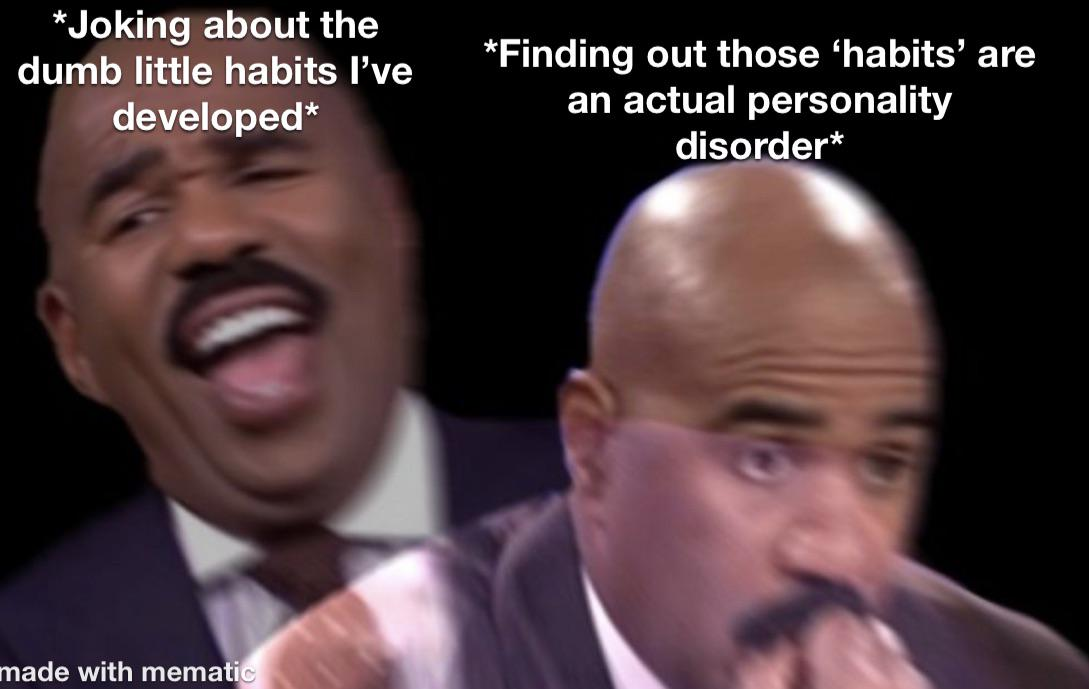 *Joking about the
dumb little habits I’ve
developed*
*Finding out those ‘habits’ are
an actual personality
disorder*
made with mematic